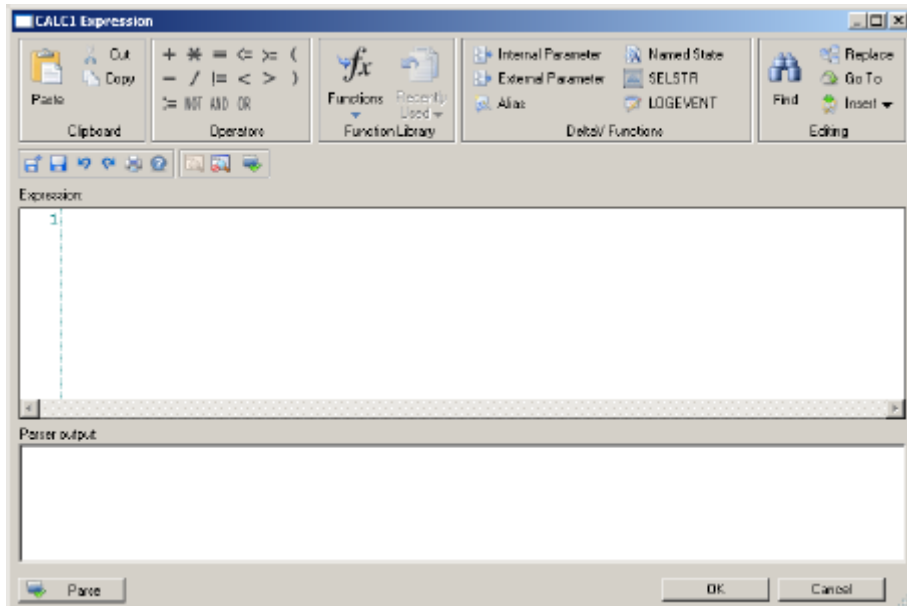 CALC1 Expression
Cut
Copy
Paste
Clipboard
+ * = <= >= (
- / != < > )
:= NOT AND OR
Operators
fx
Functions
Recently Used
Function Library
Internal Parameter
External Parameter
Alias
Named State
SELSTR
LOGEVENT
DeltaV Functions
Find
Replace
Go To
Insert
Editing
Expression:
1
Parser output:
Parse
OK
Cancel